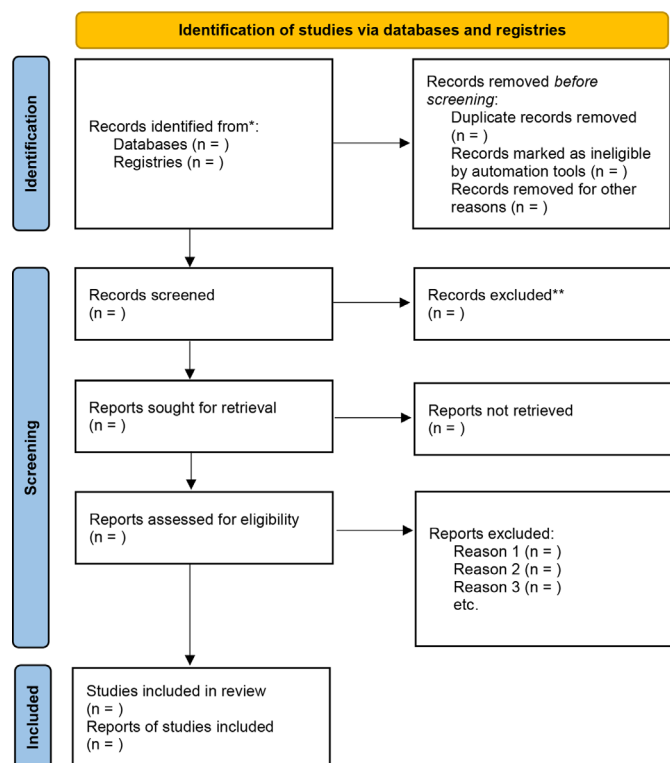 Identification of studies via databases and registries
Identification
Records identified from*:
Databases (n = )
Registries (n = )
Records removed before
screening:
Duplicate records removed
(n = )
Records marked as ineligible
by automation tools (n = )
Records removed for other
reasons (n = )
Screening
Records screened
(n = )
Records excluded**
(n = )
Reports sought for retrieval
(n = )
Reports not retrieved
(n = )
Reports assessed for eligibility
(n = )
Reports excluded:
Reason 1 (n = )
Reason 2 (n = )
Reason 3 (n = )
etc.
Included
Studies included in review
(n = )
Reports of studies included
(n = )